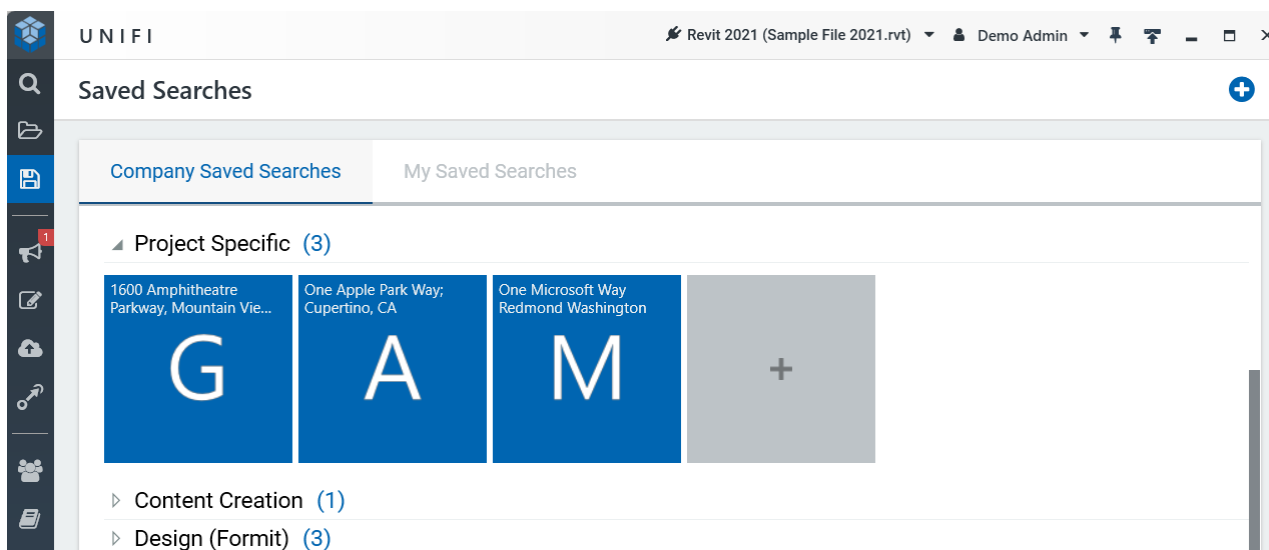 UNIFI
Revit 2021 (Sample File 2021.rvt)
Demo Admin
Saved Searches
Company Saved Searches
My Saved Searches
1
Project Specific (3)
1600 Amphitheatre
Parkway, Mountain Vie...
G
One Apple Park Way;
Cupertino, CA
A
One Microsoft Way
Redmond Washington
M
+
Content Creation (1)
Design (Formit) (3)